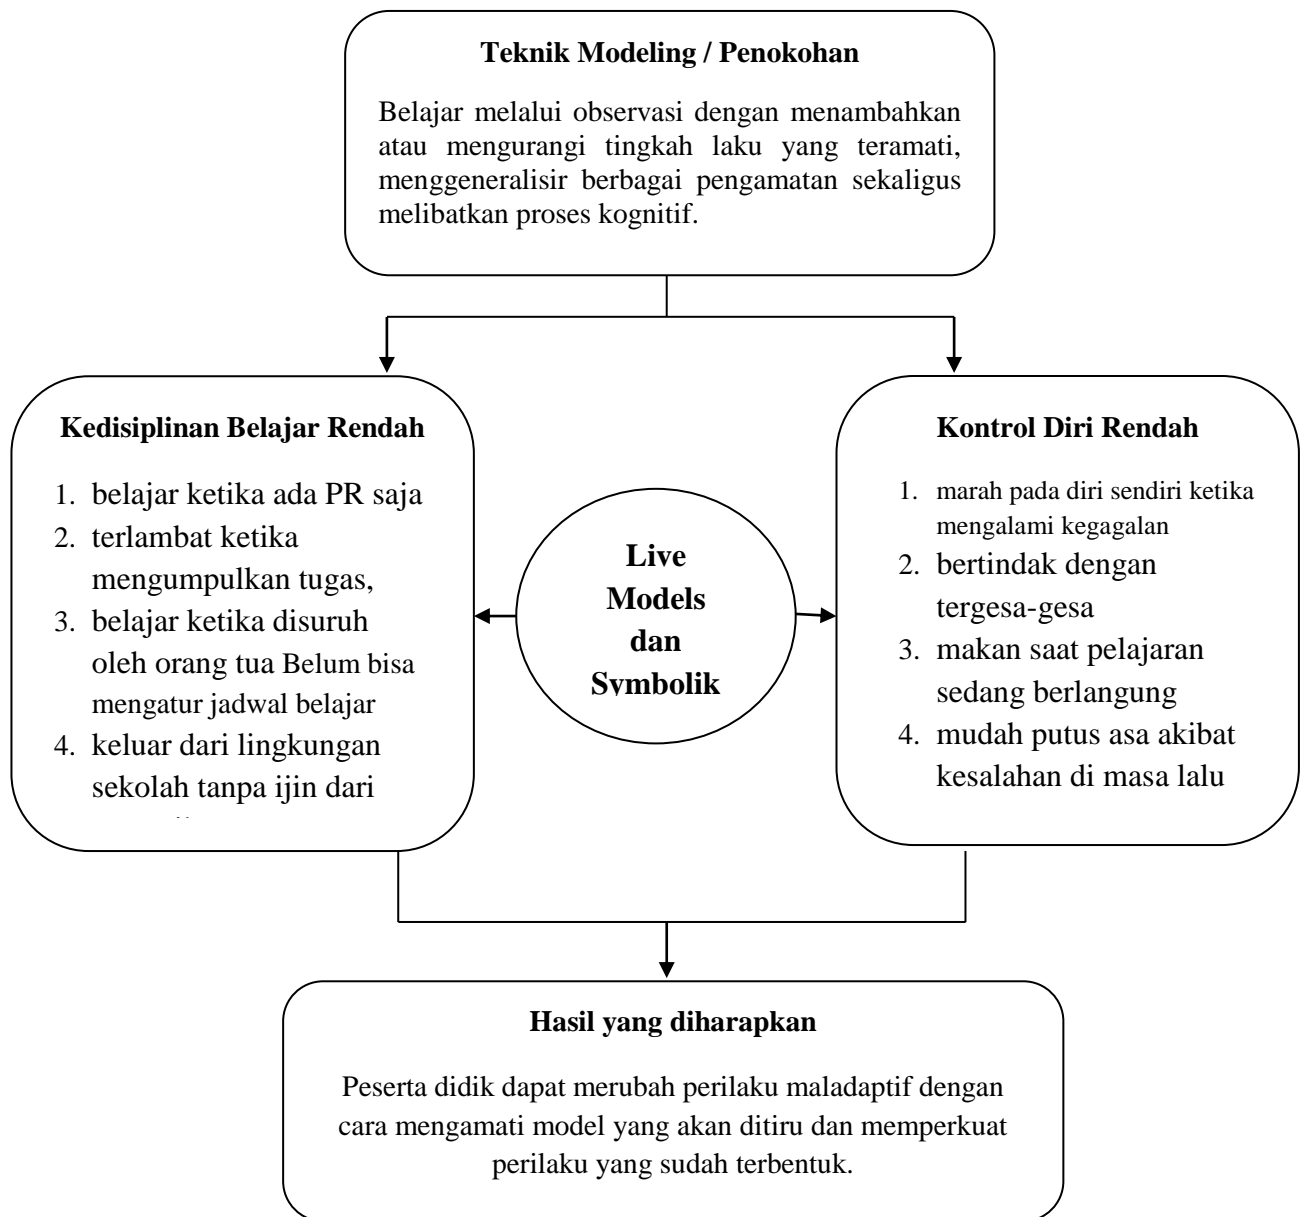 Teknik Modeling / Penokohan
Belajar melalui observasi dengan menambahkan
atau mengurangi tingkah laku yang teramati,
menggeneralisir berbagai pengamatan sekaligus
melibatkan proses kognitif.
Kedisiplinan Belajar Rendah
1. belajar ketika ada PR saja
2. terlambat ketika
mengumpulkan tugas,
3. belajar ketika disuruh
oleh orang tua Belum bisa
mengatur jadwal belajar
4. keluar dari lingkungan
sekolah tanpa ijin dari
Live
Models
dan
Symbolik
Kontrol Diri Rendah
1. marah pada diri sendiri ketika
mengalami kegagalan
2. bertindak dengan
tergesa-gesa
3. makan saat pelajaran
sedang berlangung
4. mudah putus asa akibat
kesalahan di masa lalu
Hasil yang diharapkan
Peserta didik dapat merubah perilaku maladaptif dengan
cara mengamati model yang akan ditiru dan memperkuat
perilaku yang sudah terbentuk.